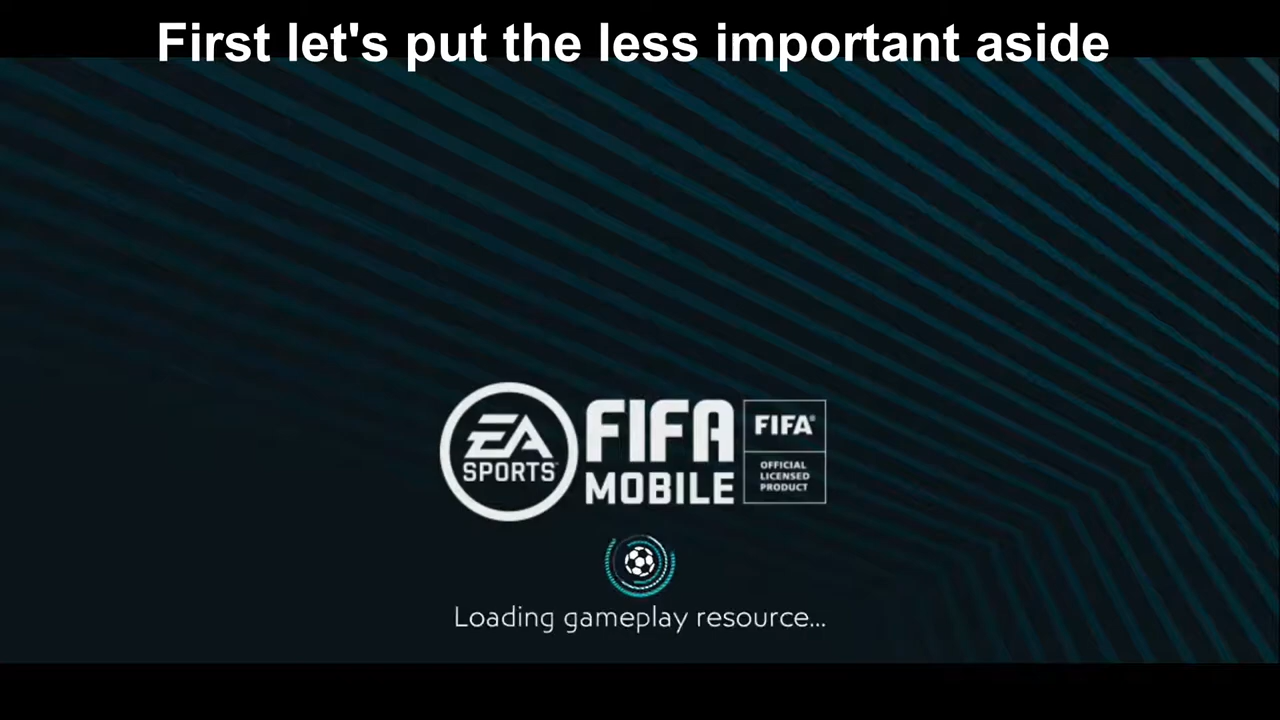 First let's put the less important aside
EA
SPORTS
FIFA
MOBILE
FIFA®
OFFICIAL
LICENSED
PRODUCT
Loading gameplay resource...